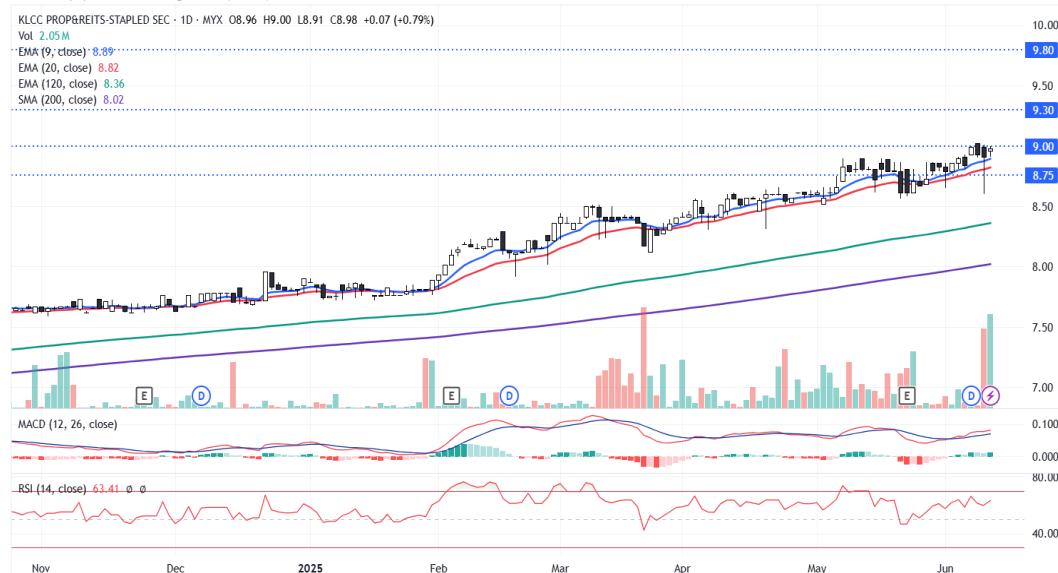 KLCC PROP&REITS-STAPLED SEC · 1D · MYX O8.96 H9.00 L8.91 C8.98 +0.07 (+0.79%)
Vol 2.05M
EMA (9, close) 8.89
EMA (20, close) 8.82
EMA (120, close) 8.36
SMA (200, close) 8.02
10.00
9.80
9.50
9.30
9.00
8.75
8.50
8.00
7.50
7.00
E D E D E D
MACD (12, 26, close)
0.100
0.000
RSI (14, close) 63.41 ø ø
80.00
40.00
Nov Dec 2025 Feb Mar Apr May Jun